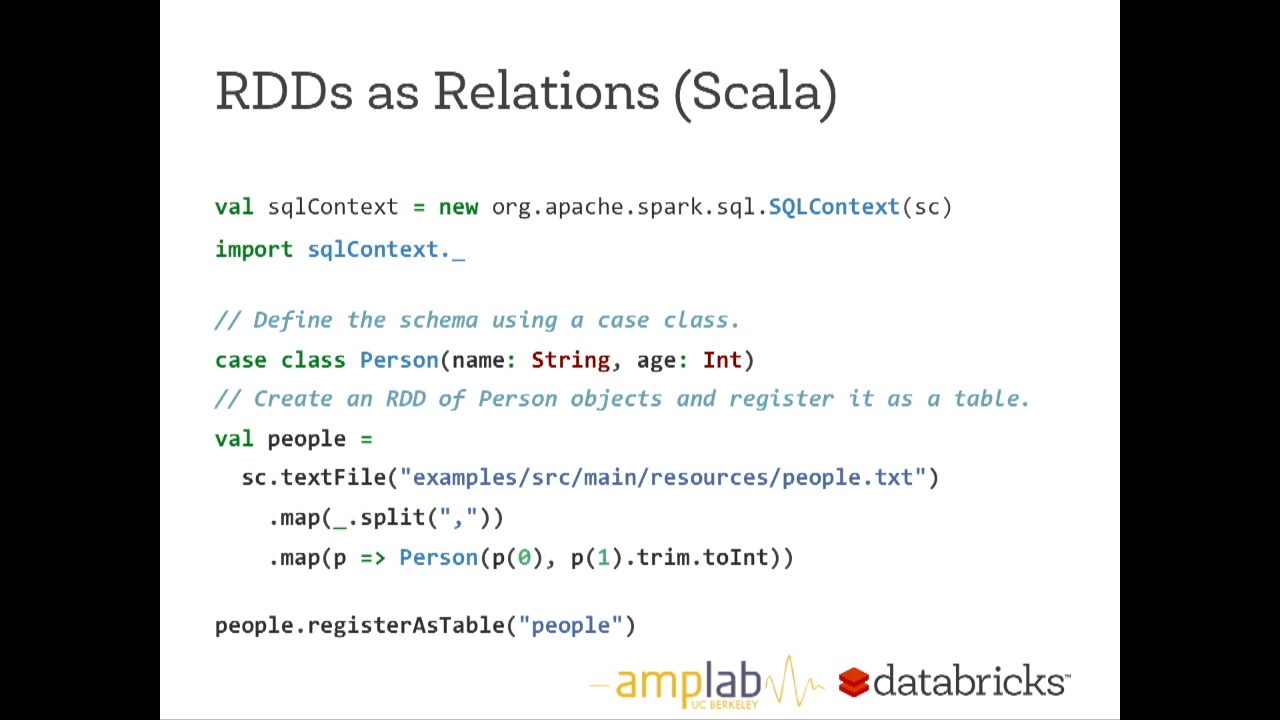 RDDs as Relations (Scala)
val sqlContext = new org.apache.spark.sql.SQLContext(sc)
import sqlContext._
// Define the schema using a case class.
case class Person(name: String, age: Int)
// Create an RDD of Person objects and register it as a table.
val people =
sc.textFile("examples/src/main/resources/people.txt")
.map(_.split(","))
.map(p => Person(p(0), p(1).trim.toInt))
people.registerAsTable("people")
amplab
UC BERKELEY
databricks™